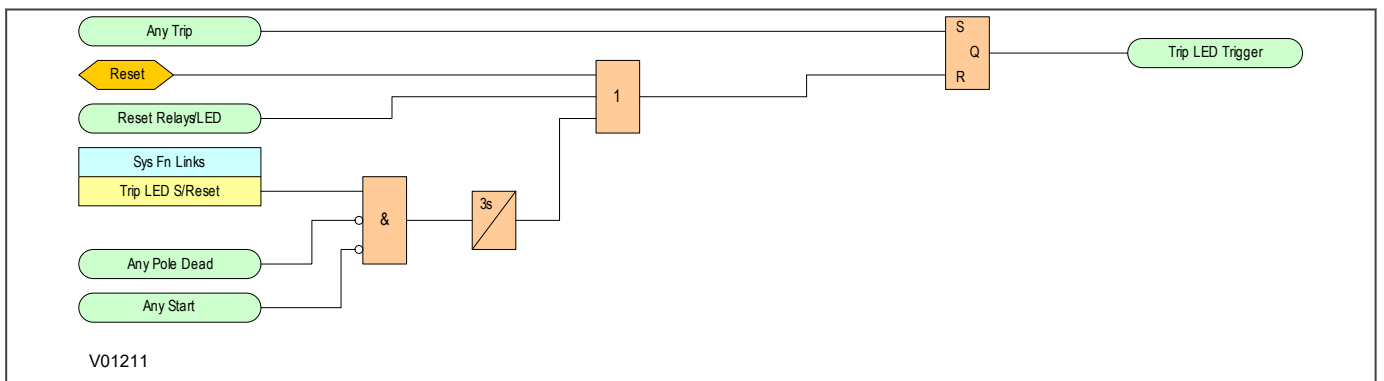 Any Trip
S
Q
R
Trip LED Trigger
Reset
1
Reset Relays/LED
Sys Fn Links
Trip LED S/Reset
&
3s
Any Pole Dead
Any Start
V01211